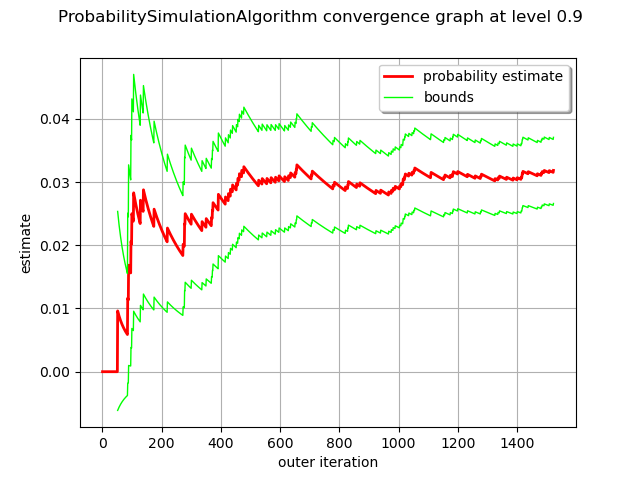 ProbabilitySimulationAlgorithm convergence graph at level 0.9
probability estimate
bounds
0.04
0.03
0.02
0.01
0.00
estimate
0 200 400 600 800 1000 1200 1400
outer iteration